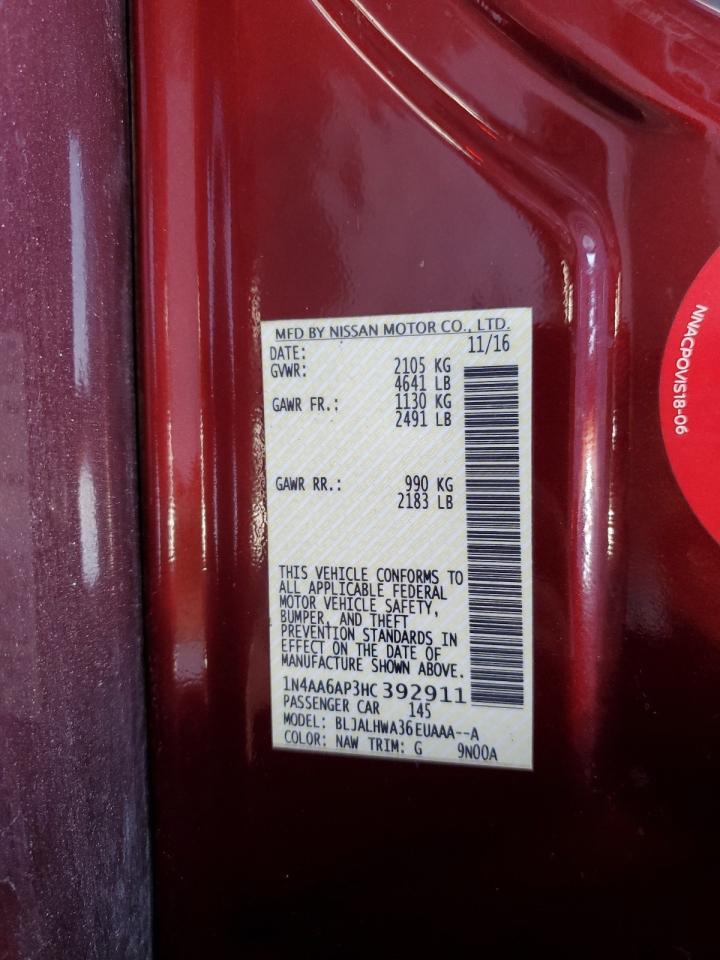 MFD BY NISSAN MOTOR CO., LTD.
DATE: 11/16
GVWR: 2105 KG
4641 LB
GAWR FR.: 1130 KG
2491 LB
GAWR RR.: 990 KG
2183 LB
THIS VEHICLE CONFORMS TO
ALL APPLICABLE FEDERAL
MOTOR VEHICLE SAFETY,
BUMPER, AND THEFT
PREVENTION STANDARDS IN
EFFECT ON THE DATE OF
MANUFACTURE SHOWN ABOVE.
1N4AA6AP3HC392911
PASSENGER CAR 145
MODEL: BLJALHWA36EUAAA--A
COLOR: NAW TRIM: G 9N00A
NNACPOVIS18-06